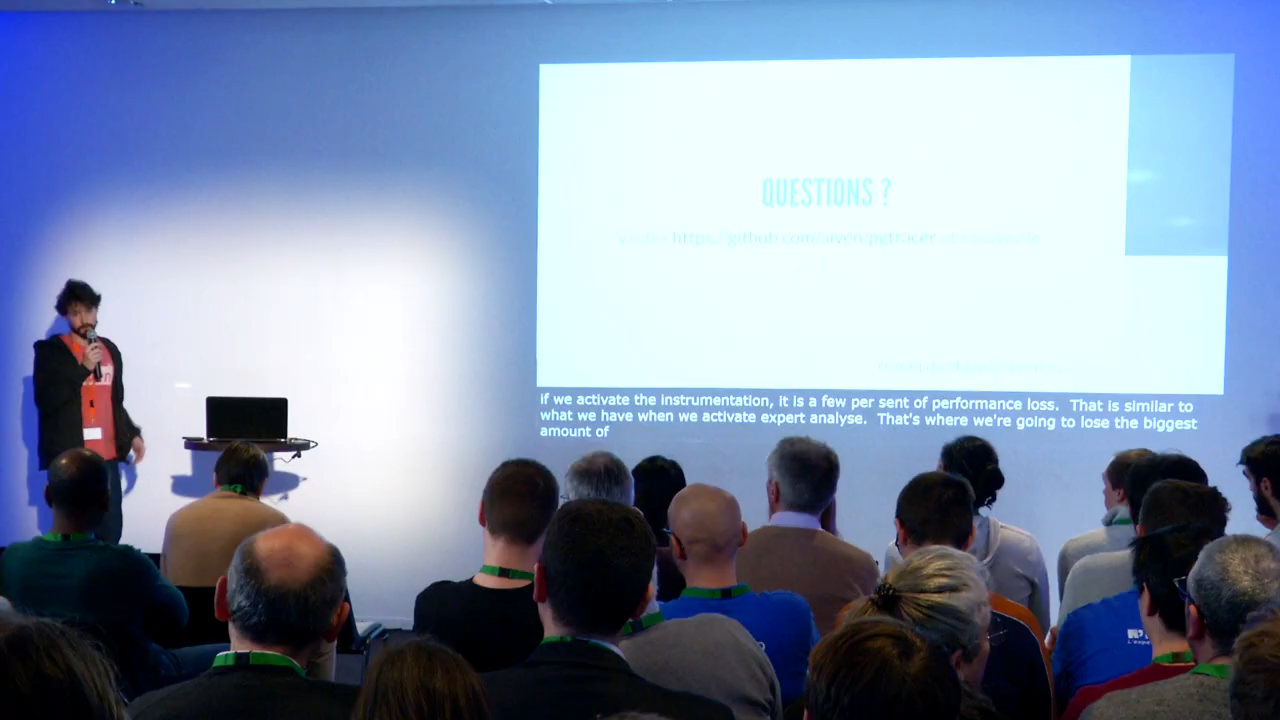 QUESTIONS ?
https://github.com/aiven/pgtracer
if we activate the instrumentation, it is a few per sent of performance loss.  That is similar to
what we have when we activate expert analyse.  That's where we're going to lose the biggest
amount of